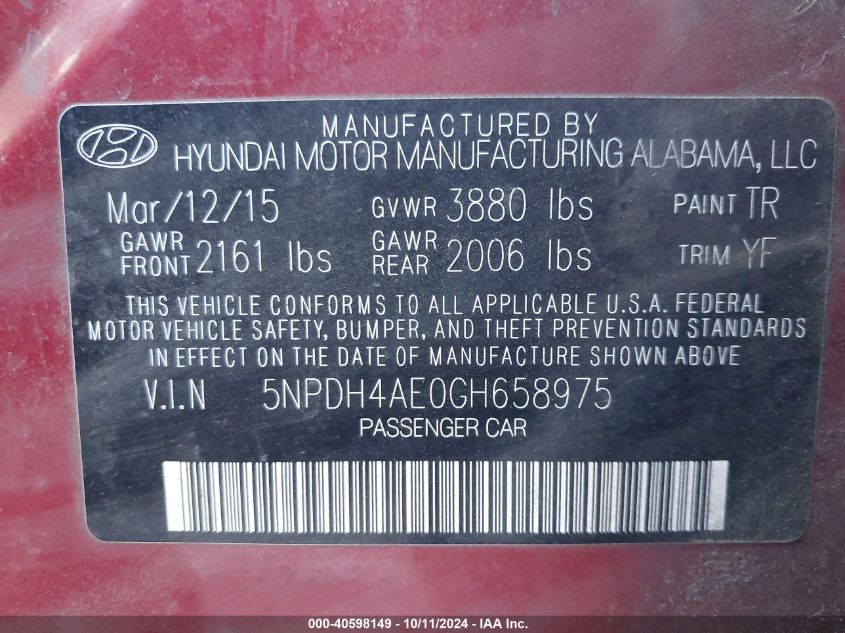 MANUFACTURED BY
HYUNDAI MOTOR MANUFACTURING ALABAMA, LLC
Mar/12/15 GVWR 3880 lbs PAINT TR
GAWR FRONT 2161 lbs GAWR REAR 2006 lbs TRIM YF
THIS VEHICLE CONFORMS TO ALL APPLICABLE U.S.A. FEDERAL
MOTOR VEHICLE SAFETY, BUMPER, AND THEFT PREVENTION STANDARDS
IN EFFECT ON THE DATE OF MANUFACTURE SHOWN ABOVE
V.I.N 5NPDH4AE0GH658975
PASSENGER CAR
000-40598149 - 10/11/2024 - IAA Inc.